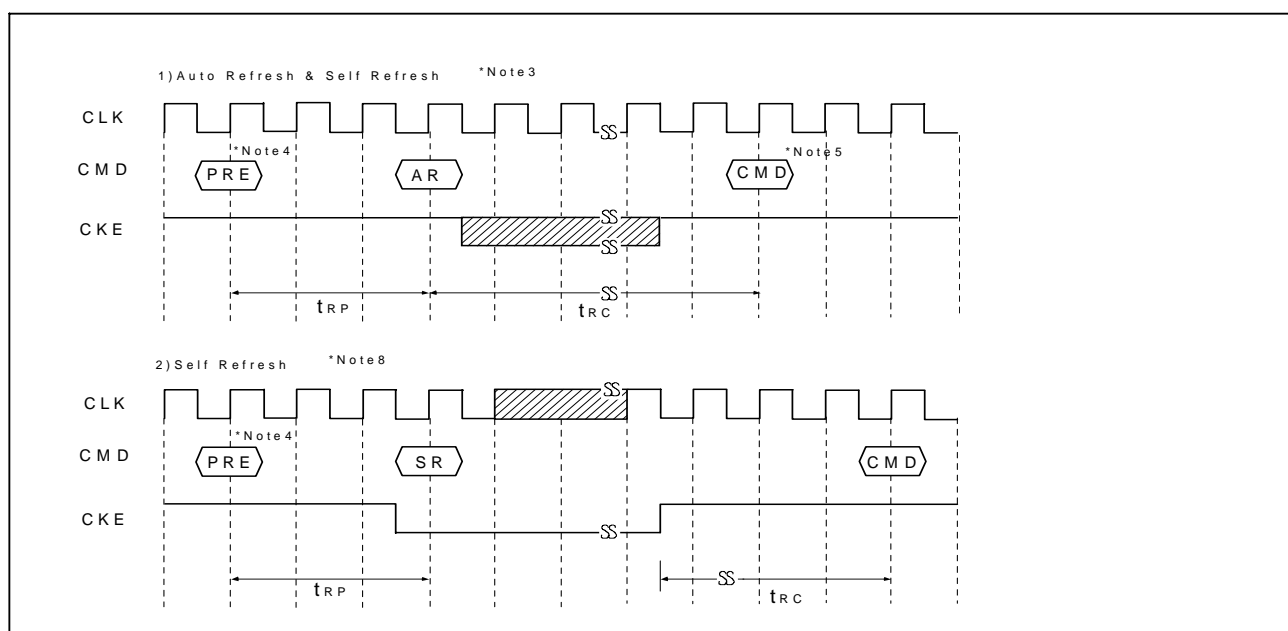 1)Auto Refresh & Self Refresh *Note3
CLK
*Note4 *Note5
CMD PRE AR CMD
CKE
tRP tRC
2)Self Refresh *Note8
CLK
*Note4
CMD PRE SR CMD
CKE
tRP tRC